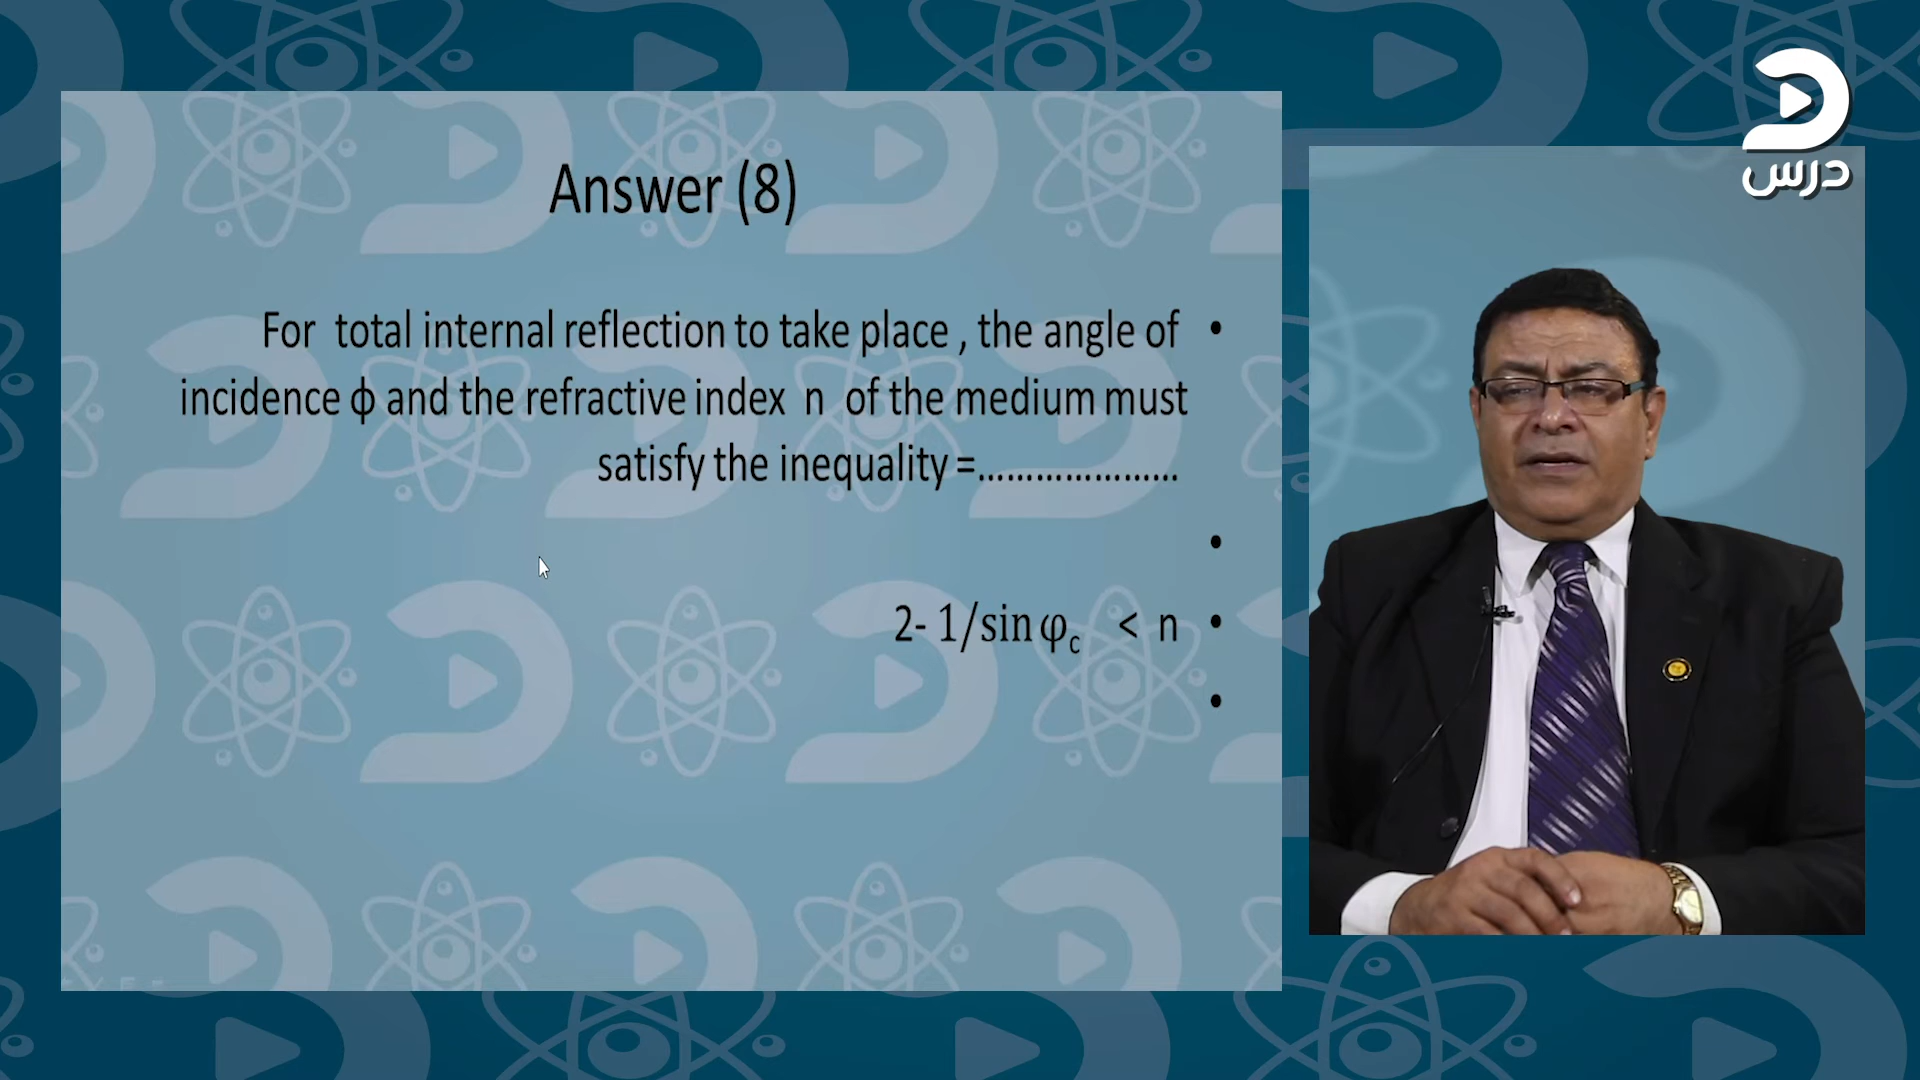 درس
Answer (8)
• For total internal reflection to take place , the angle of
incidence ϕ and the refractive index n of the medium must
satisfy the inequality =.....................
•
• 2- 1/sin φc < n
•